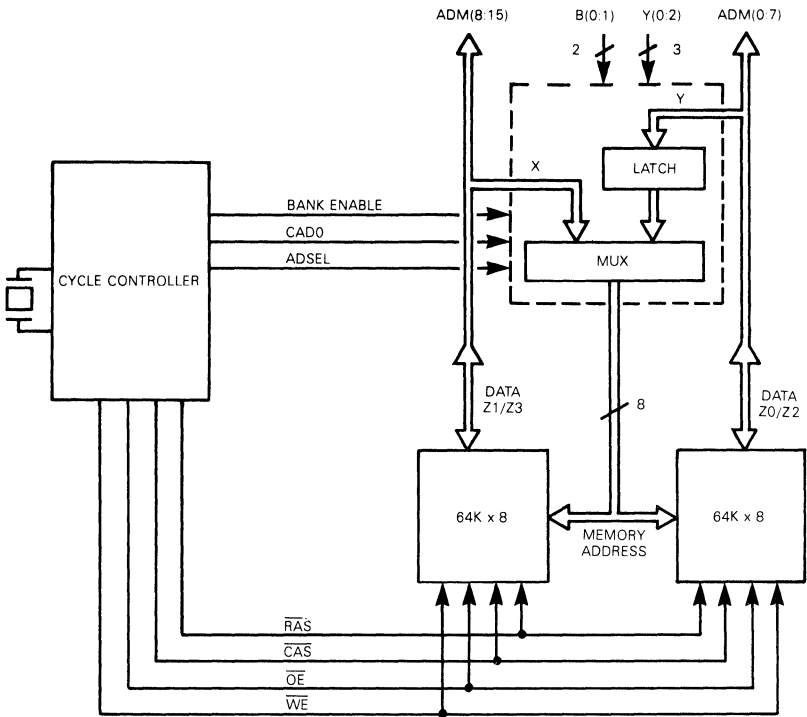 ADM(8:15)
B(0:1)
Y(0:2)
ADM(0:7)
2
3
Y
LATCH
X
BANK ENABLE
CAD0
ADSEL
MUX
CYCLE CONTROLLER
DATA
Z1/Z3
8
DATA
Z0/Z2
64K x 8
64K x 8
MEMORY
ADDRESS
RAS
CAS
OE
WE